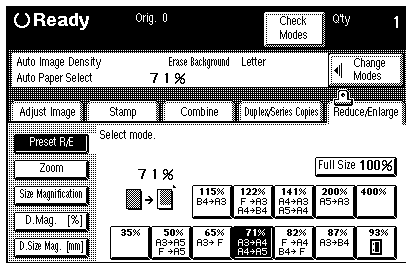 Ready Orig. 0 Check Modes Q'ty 1
Auto Image Density Erase Background Letter
Auto Paper Select 71%
Change Modes
Adjust Image Stamp Combine Duplex/Series Copies Reduce/Enlarge
Preset R/E Select mode.
Zoom 71% Full Size 100%
Size Magnification
D.Mag. [%]
D.Size Mag. [mm]
115% 122% 141% 200% 400%
B4→A3 F→A3 A4→A3 A5→A3
A4→B4 A5→A4
35% 50% 65% 71% 82% 87% 93%
A3→A5 A3→F A3→A4 F→A4 A3→B4
F→A5 A4→A5 B4→A4